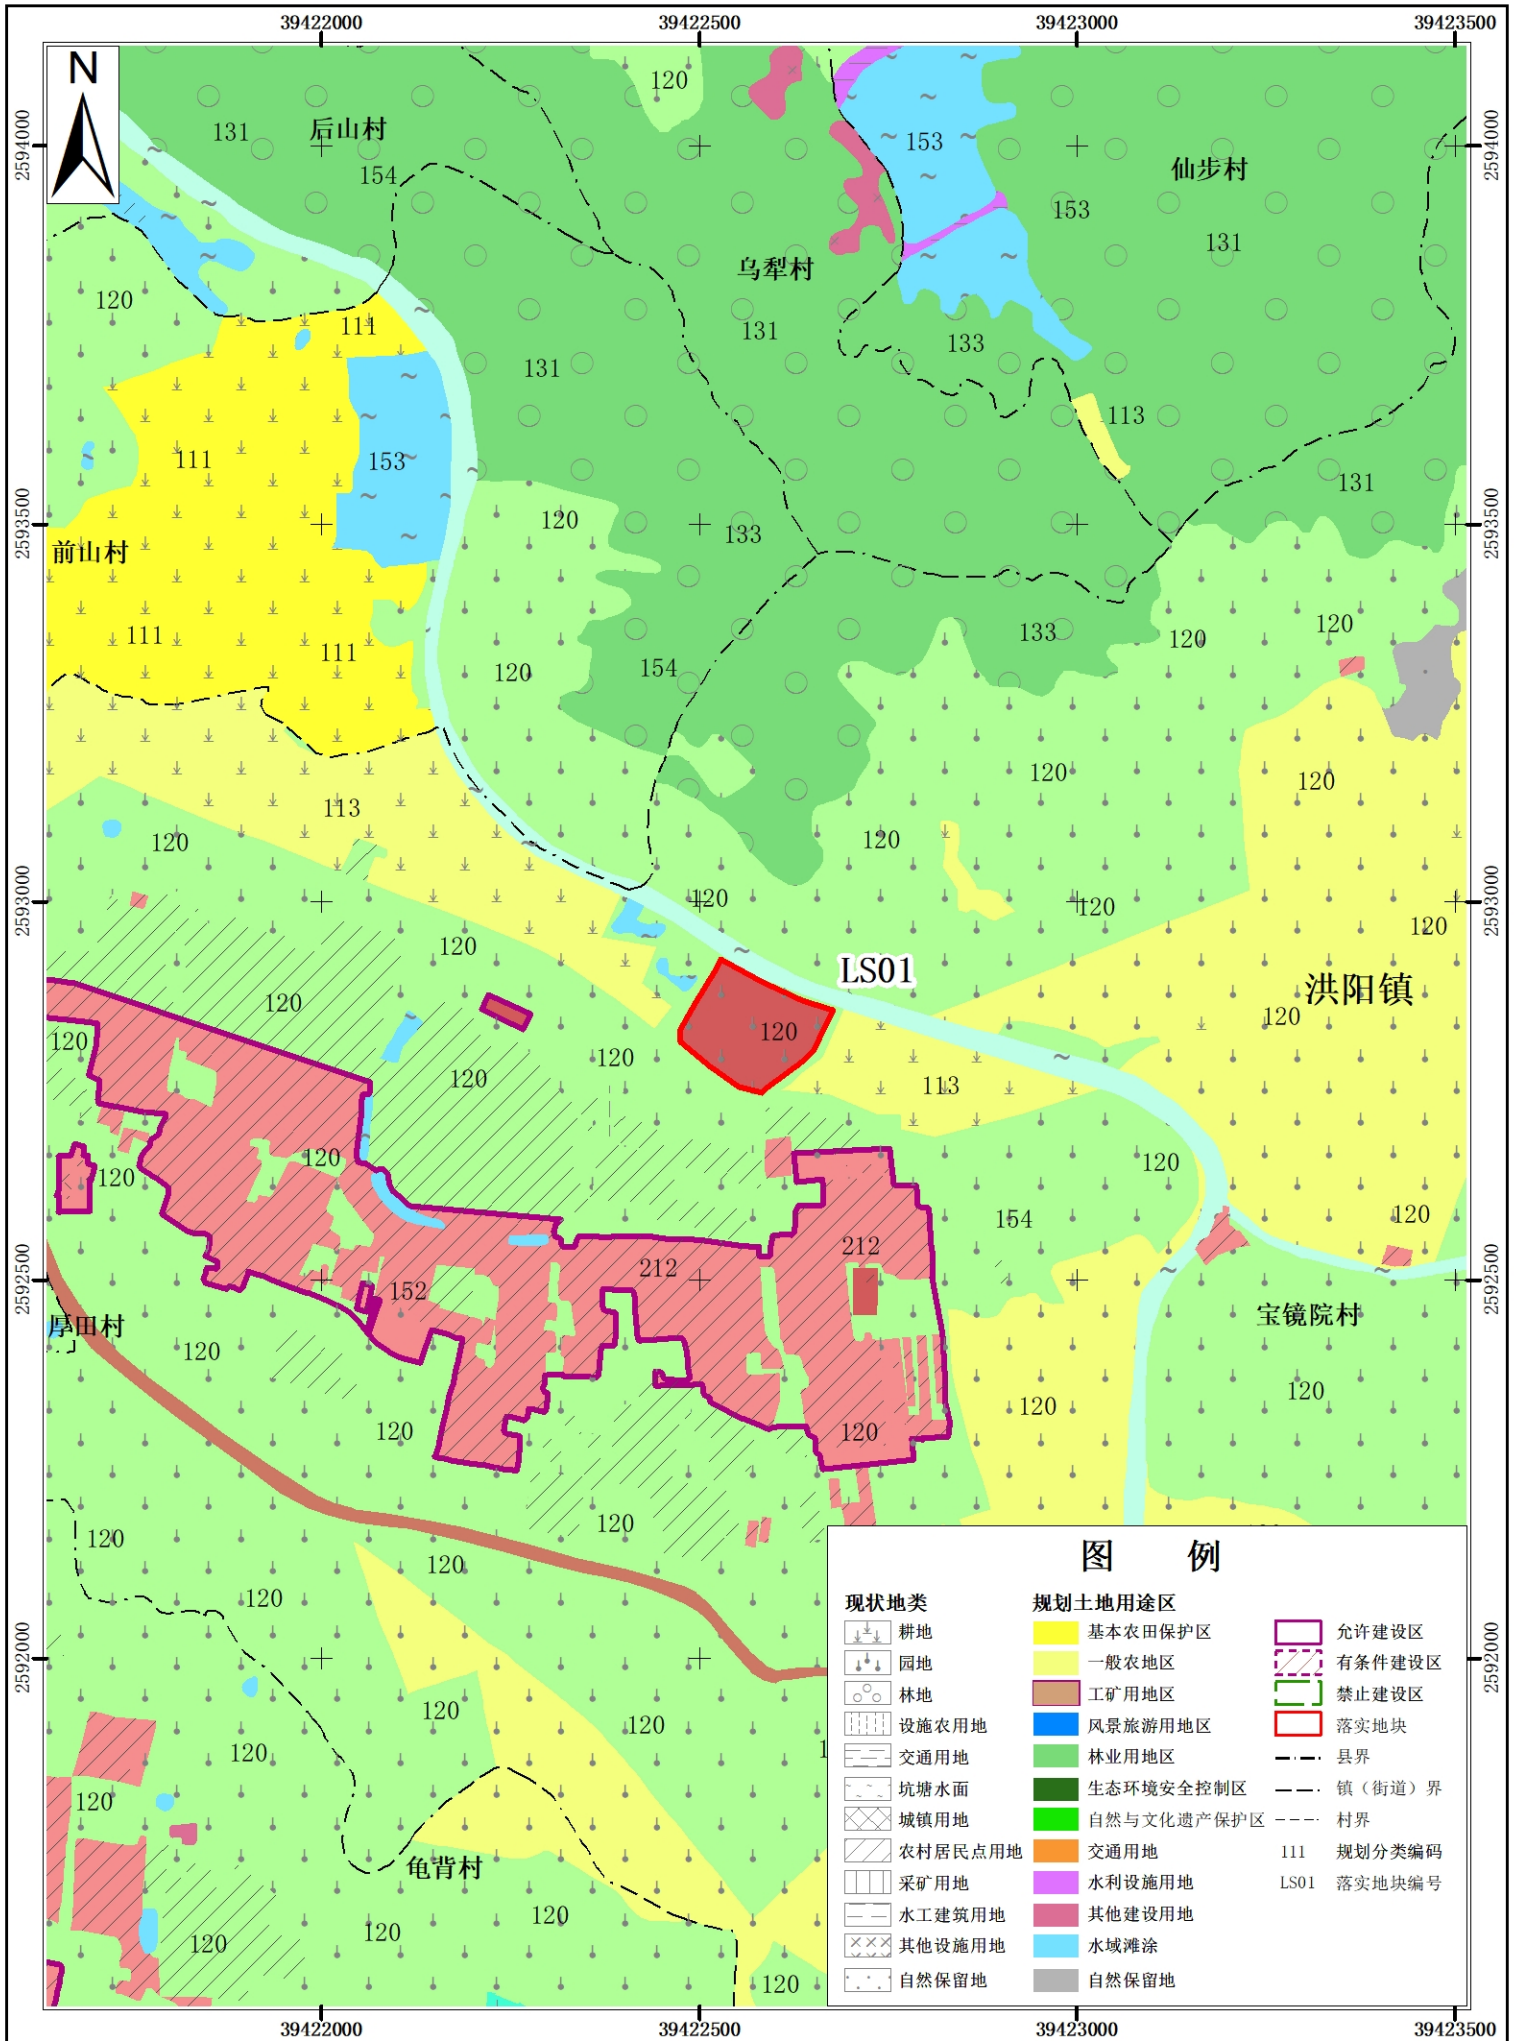 39422000 39422500 39423000 39423500
N
120
131 后山村
2594000 153 2594000
154 仙步村
153
131
乌犁村
120
111 131
133
131
113
111 153
131
120
2593500 133 2593500
前山村
111 120
133 120
111
154
120
120
120
113
120
120
120
120
120
2593000 2593000
120
120
LS01
洪阳镇
120
120 120
120
120 120
113
120
120
120 120
154 120
212
212
2592500 152 2592500
宝镜院村
厚田村
120
120
120
120 120
120
120
120
120
2592000 2592000
120
120
120
120
龟背村
120
120
120
120
图 例
现状地类
耕地
园地
林地
设施农用地
交通用地
坑塘水面
城镇用地
农村居民点用地
采矿用地
水工建筑用地
其他设施用地
自然保留地
规划土地用途区
基本农田保护区
一般农地区
工矿用地区
风景旅游用地区
林业用地区
生态环境安全控制区
自然与文化遗产保护区
交通用地
水利设施用地
其他建设用地
水域滩涂
自然保留地
允许建设区
有条件建设区
禁止建设区
落实地块
县界
镇（街道）界
村界
111 规划分类编码
LS01 落实地块编号
39422000 39422500 39423000 39423500